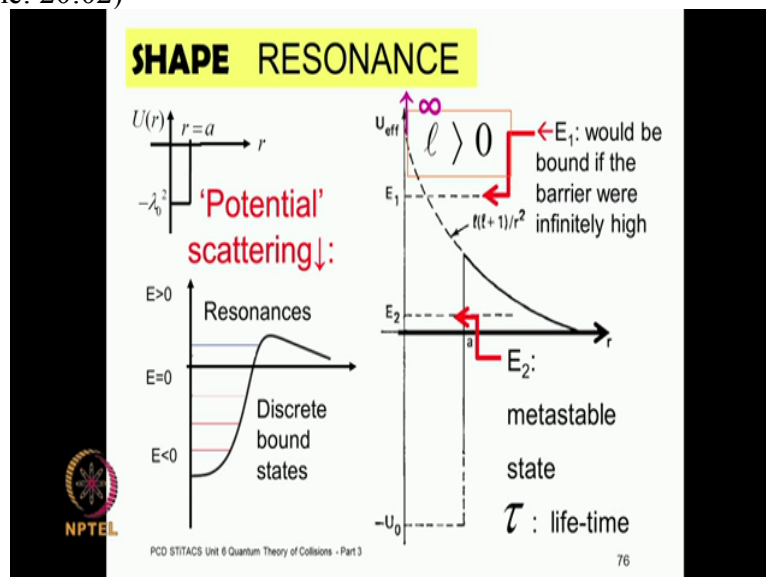 SHAPE RESONANCE
U(r)
r = a
r
-λ₀²
'Potential' scattering↓:
E>0
Resonances
E=0
Discrete bound states
E<0
∞
U_eff
ℓ ⟩ 0
←E₁: would be bound if the barrier were infinitely high
E₁
ℓ(ℓ+1)/r²
E₂
a
r
E₂:
metastable
state
τ : life-time
-U₀
NPTEL
PCD STiTACS Unit 6 Quantum Theory of Collisions - Part 3
76